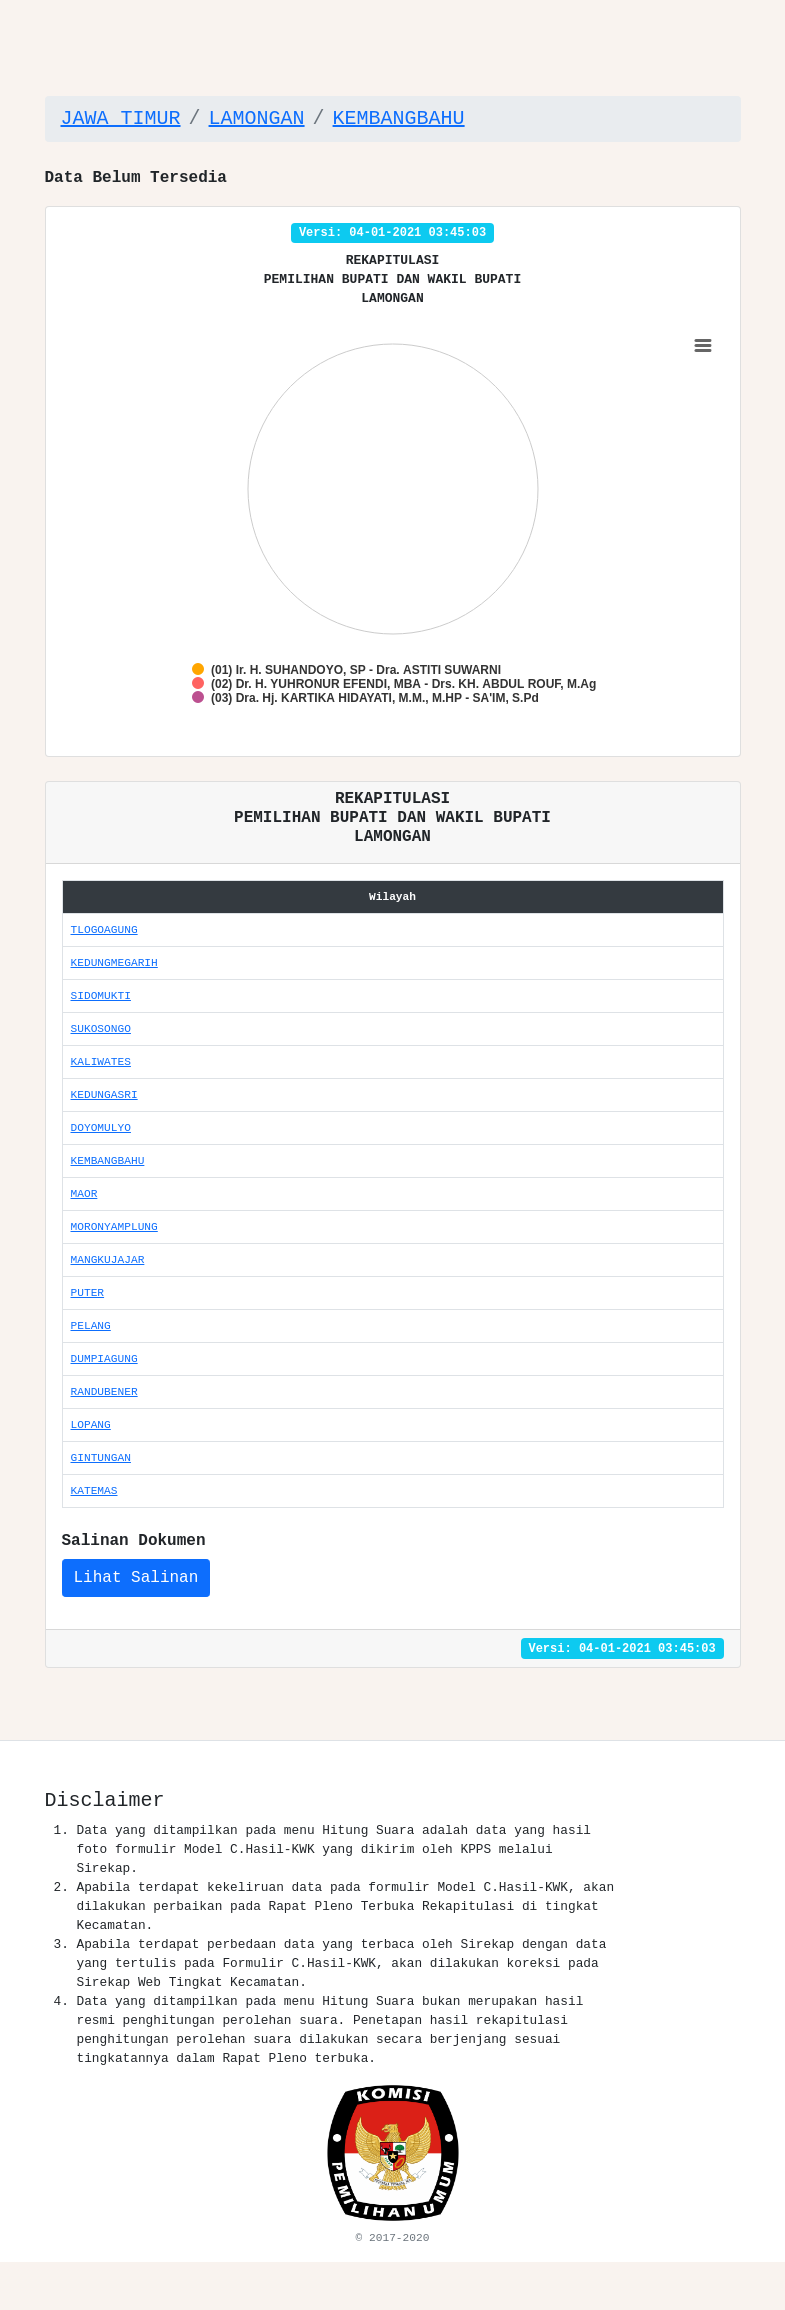 JAWA TIMUR / LAMONGAN / KEMBANGBAHU
Data Belum Tersedia
Versi: 04-01-2021 03:45:03
REKAPITULASI
PEMILIHAN BUPATI DAN WAKIL BUPATI
LAMONGAN
(01) Ir. H. SUHANDOYO, SP - Dra. ASTITI SUWARNI
(02) Dr. H. YUHRONUR EFENDI, MBA - Drs. KH. ABDUL ROUF, M.Ag
(03) Dra. Hj. KARTIKA HIDAYATI, M.M., M.HP - SA'IM, S.Pd
REKAPITULASI
PEMILIHAN BUPATI DAN WAKIL BUPATI
LAMONGAN
Wilayah
TLOGOAGUNG
KEDUNGMEGARIH
SIDOMUKTI
SUKOSONGO
KALIWATES
KEDUNGASRI
DOYOMULYO
KEMBANGBAHU
MAOR
MORONYAMPLUNG
MANGKUJAJAR
PUTER
PELANG
DUMPIAGUNG
RANDUBENER
LOPANG
GINTUNGAN
KATEMAS
Salinan Dokumen
Lihat Salinan
Versi: 04-01-2021 03:45:03
Disclaimer
1. Data yang ditampilkan pada menu Hitung Suara adalah data yang hasil
foto formulir Model C.Hasil-KWK yang dikirim oleh KPPS melalui
Sirekap.
2. Apabila terdapat kekeliruan data pada formulir Model C.Hasil-KWK, akan
dilakukan perbaikan pada Rapat Pleno Terbuka Rekapitulasi di tingkat
Kecamatan.
3. Apabila terdapat perbedaan data yang terbaca oleh Sirekap dengan data
yang tertulis pada Formulir C.Hasil-KWK, akan dilakukan koreksi pada
Sirekap Web Tingkat Kecamatan.
4. Data yang ditampilkan pada menu Hitung Suara bukan merupakan hasil
resmi penghitungan perolehan suara. Penetapan hasil rekapitulasi
penghitungan perolehan suara dilakukan secara berjenjang sesuai
tingkatannya dalam Rapat Pleno terbuka.
KOMISI
PEMILIHAN UMUM
© 2017-2020